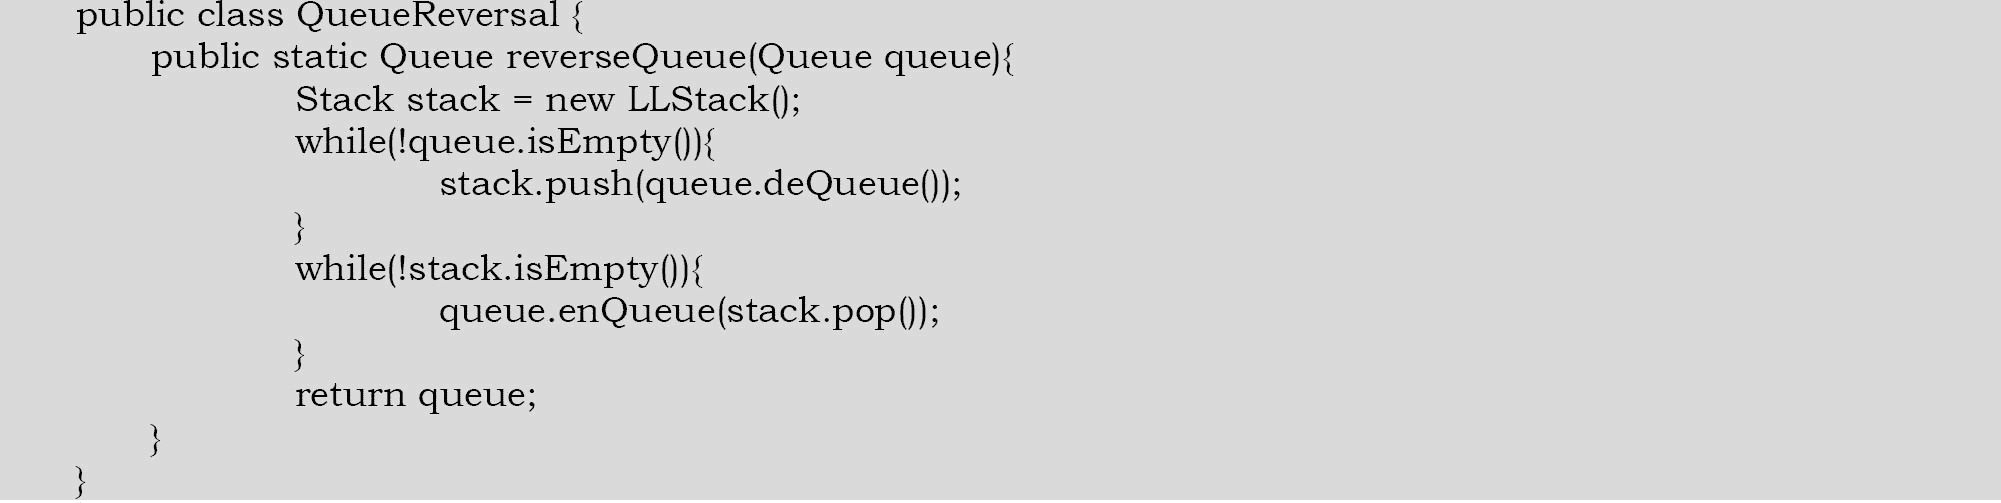 public class QueueReversal {
public static Queue reverseQueue(Queue queue){
Stack stack = new LLStack();
while(!queue.isEmpty()){
stack.push(queue.deQueue());
}
while(!stack.isEmpty()){
queue.enQueue(stack.pop());
}
return queue;
}
}